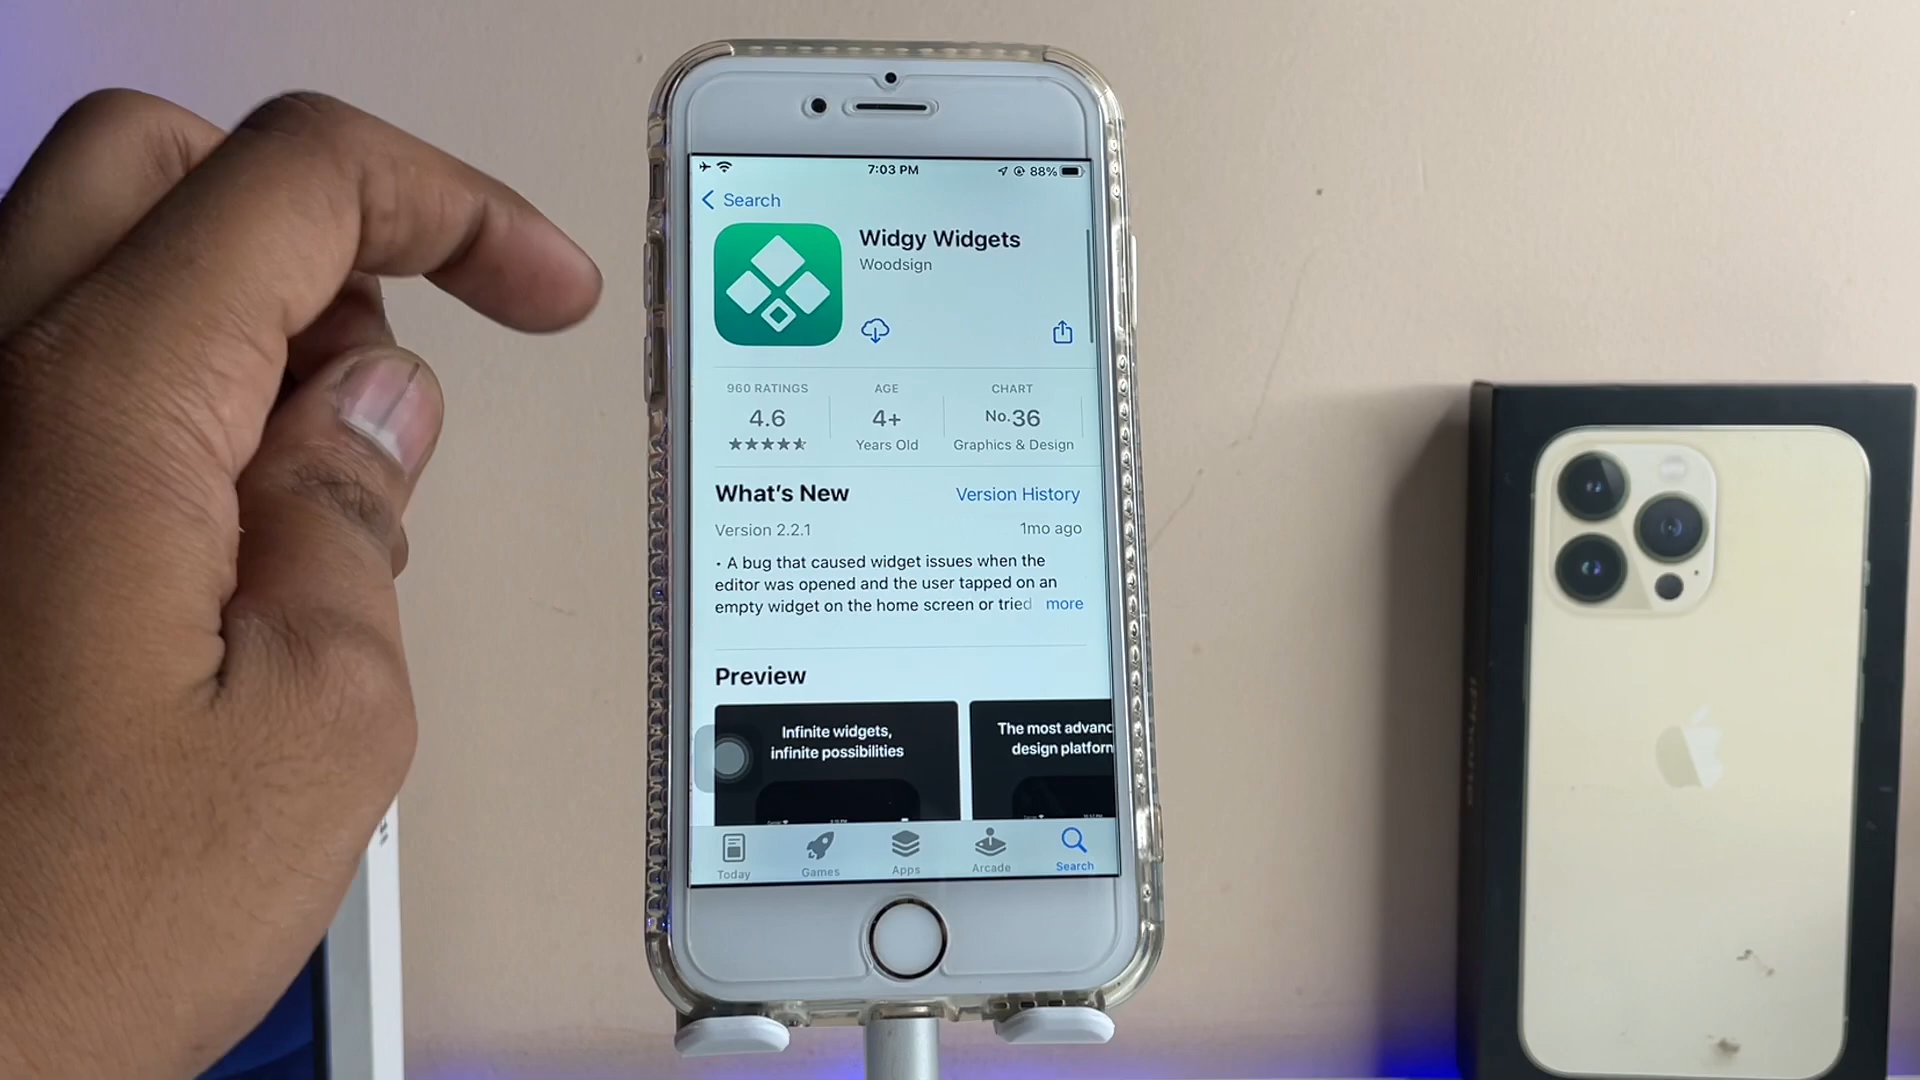 7:03 PM
88%
Search
Widgy Widgets
Woodsign
960 RATINGS
4.6
AGE
4+
Years Old
CHART
No.36
Graphics & Design
What's New
Version History
Version 2.2.1
1mo ago
• A bug that caused widget issues when the
editor was opened and the user tapped on an
empty widget on the home screen or tried more
Preview
Infinite widgets,
infinite possibilities
The most advanc
design platform
Today
Games
Apps
Arcade
Search
iPhone